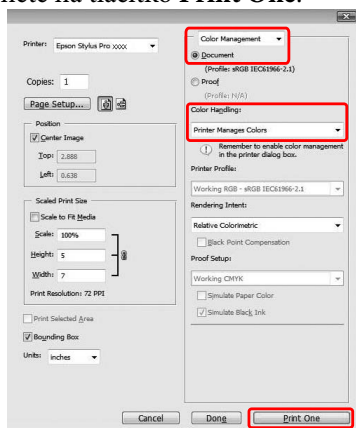 nete na tlačítko Print One.
Printer: Epson Stylus Pro xxxx
Copies: 1
Page Setup...
Position
Center Image
Top: 2.888
Left: 0.638
Scaled Print Size
Scale to Fit Media
Scale: 100%
Height: 5
Width: 7
Print Resolution: 72 PPI
Print Selected Area
Bounding Box
Units: inches
Color Management
Document
(Profile: sRGB IEC61966-2.1)
Proof
(Profile: N/A)
Color Handling:
Printer Manages Colors
Remember to enable color management
in the printer dialog box.
Printer Profile:
Working RGB - sRGB IEC61966-2.1
Rendering Intent:
Relative Colorimetric
Black Point Compensation
Proof Setup:
Working CMYK
Simulate Paper Color
Simulate Black Ink
Cancel
Done
Print One